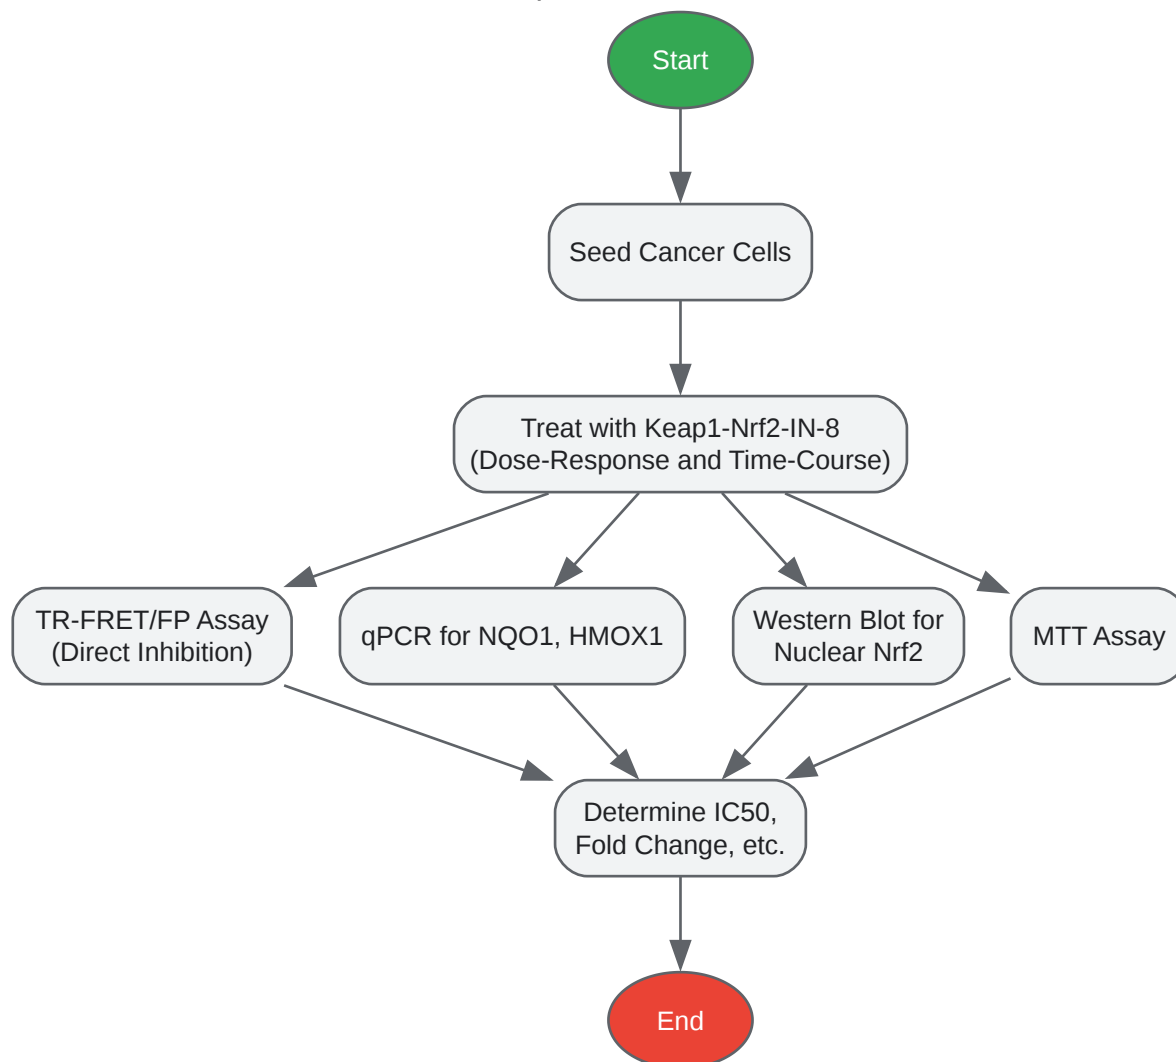 Start
Seed Cancer Cells
Treat with Keap1-Nrf2-IN-8
(Dose-Response and Time-Course)
TR-FRET/FP Assay
(Direct Inhibition)
qPCR for NQO1, HMOX1
Western Blot for
Nuclear Nrf2
MTT Assay
Determine IC50,
Fold Change, etc.
End